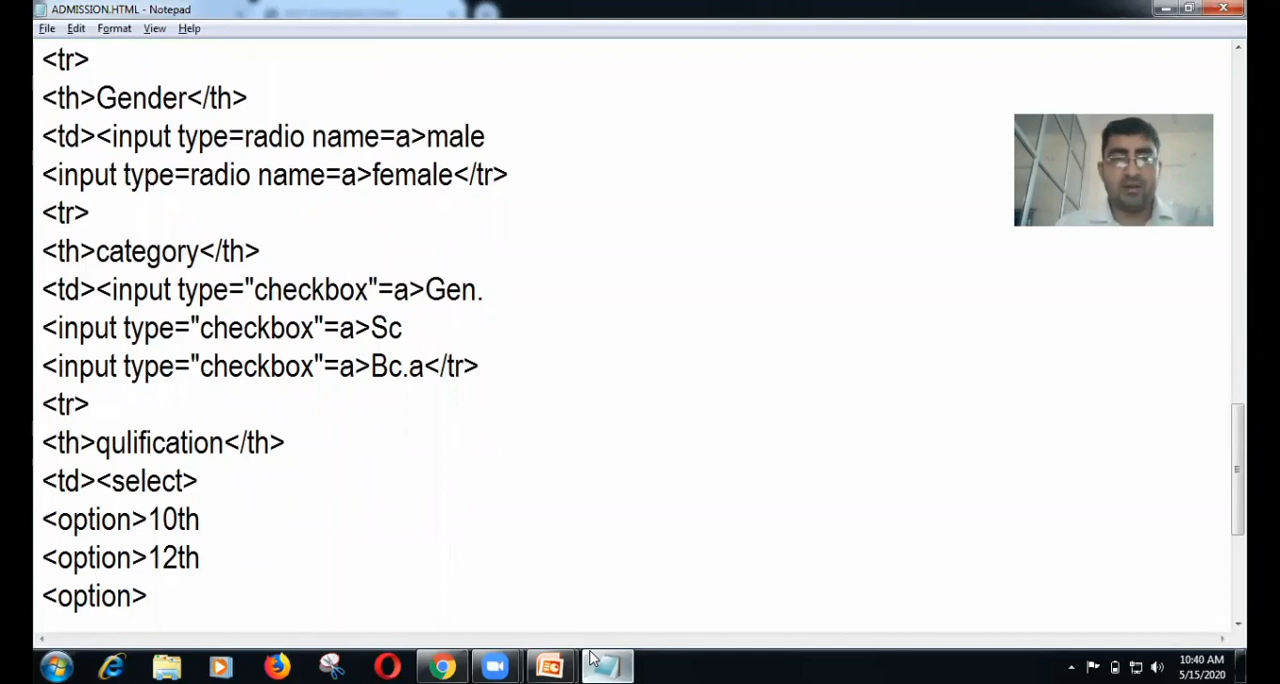 ADMISSION.HTML - Notepad
File Edit Format View Help
<tr>
<th>Gender</th>
<td><input type=radio name=a>male
<input type=radio name=a>female</tr>
<tr>
<th>category</th>
<td><input type="checkbox"=a>Gen.
<input type="checkbox"=a>Sc
<input type="checkbox"=a>Bc.a</tr>
<tr>
<th>qulification</th>
<td><select>
<option>10th
<option>12th
<option>
10:40 AM
5/15/2020